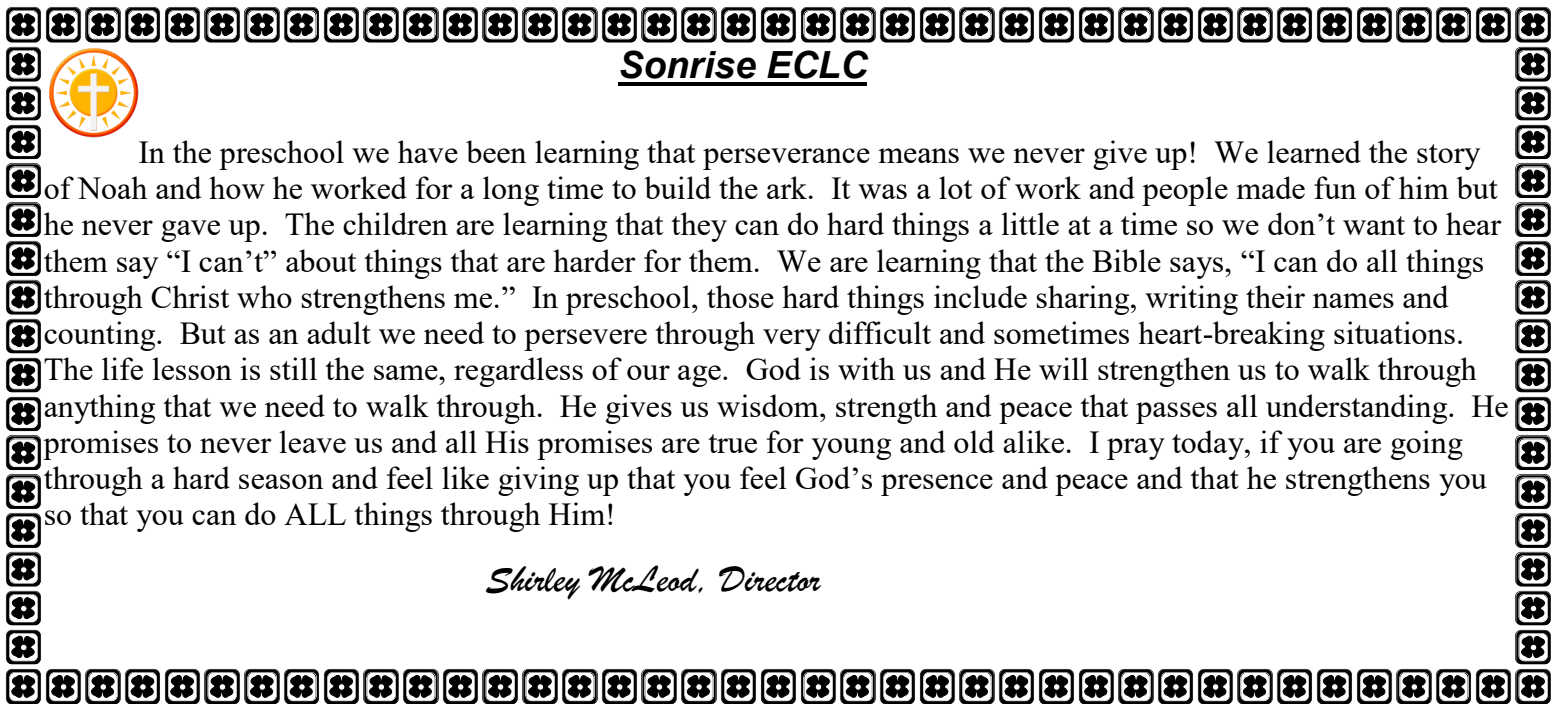 Sonrise ECLC
In the preschool we have been learning that perseverance means we never give up!  We learned the story
of Noah and how he worked for a long time to build the ark.  It was a lot of work and people made fun of him but
he never gave up.  The children are learning that they can do hard things a little at a time so we don’t want to hear
them say “I can’t” about things that are harder for them.  We are learning that the Bible says, “I can do all things
through Christ who strengthens me.”  In preschool, those hard things include sharing, writing their names and
counting.  But as an adult we need to persevere through very difficult and sometimes heart-breaking situations.
The life lesson is still the same, regardless of our age.  God is with us and He will strengthen us to walk through
anything that we need to walk through.  He gives us wisdom, strength and peace that passes all understanding.  He
promises to never leave us and all His promises are true for young and old alike.  I pray today, if you are going
through a hard season and feel like giving up that you feel God’s presence and peace and that he strengthens you
so that you can do ALL things through Him!
Shirley McLeod, Director